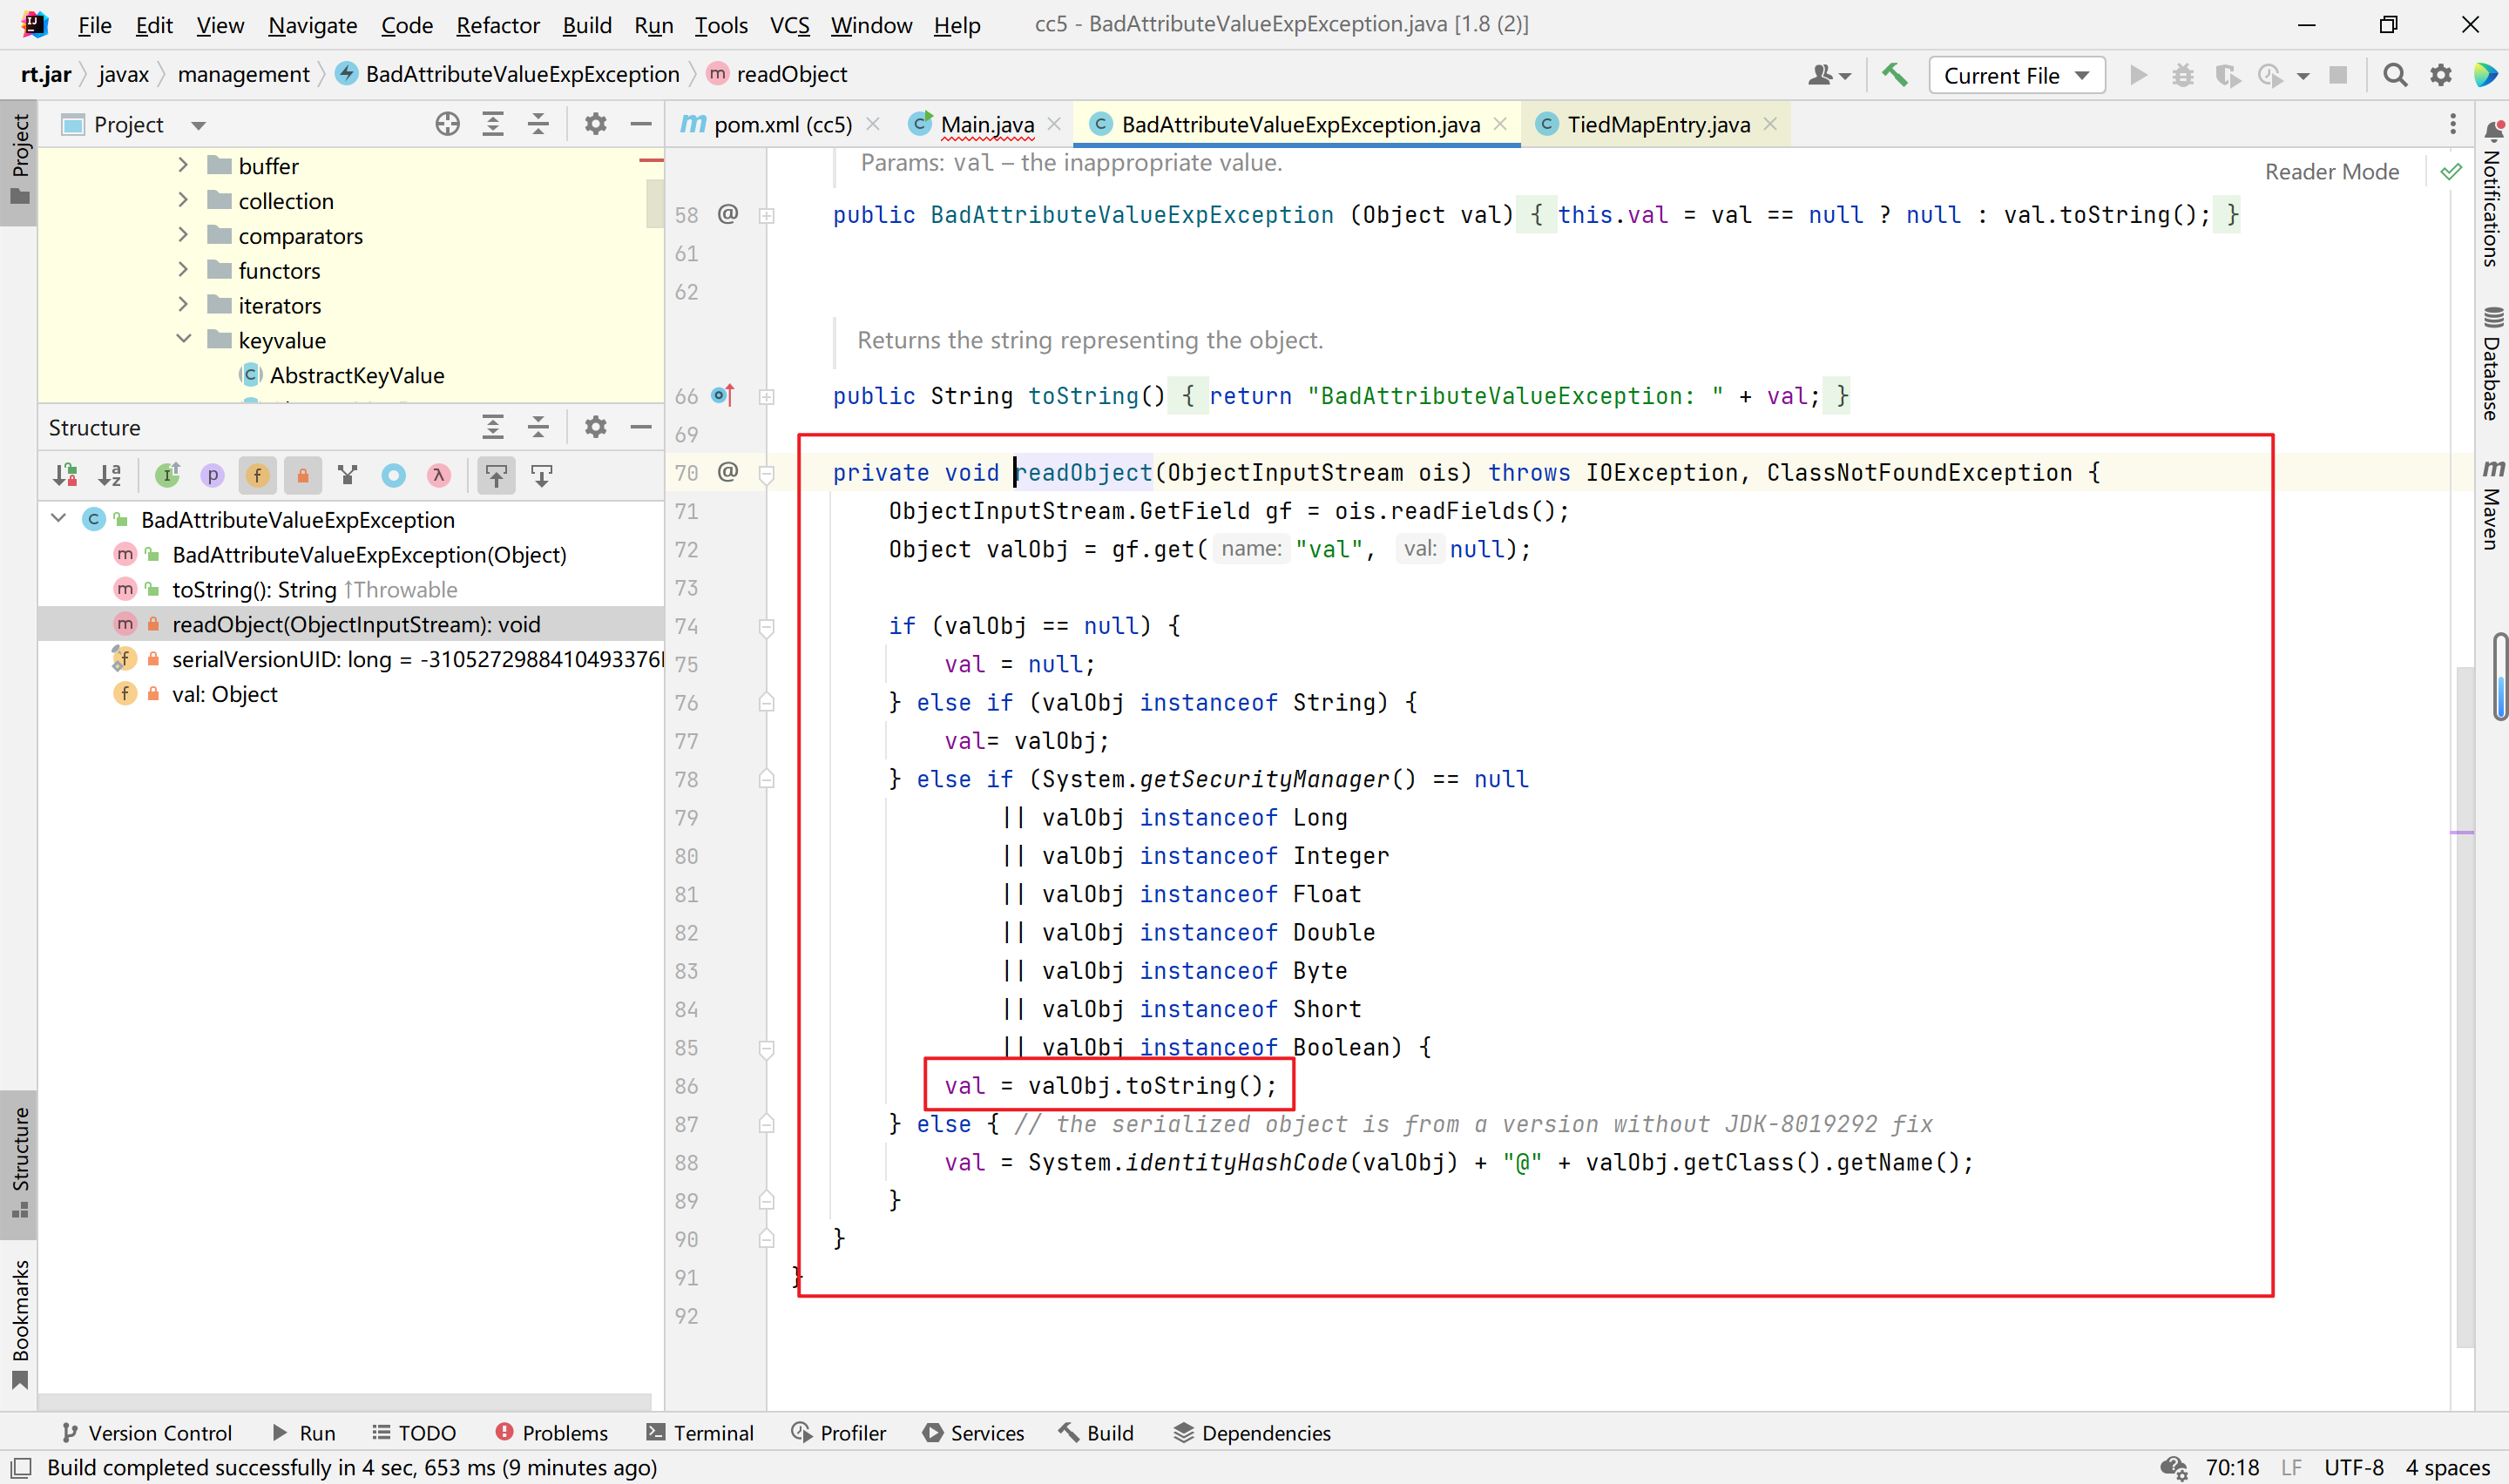 File Edit View Navigate Code Refactor Build Run Tools VCS Window Help cc5 - BadAttributeValueExpException.java [1.8 (2)]
rt.jar javax management BadAttributeValueExpException m readObject Current File
Project
pom.xml (cc5) Main.java BadAttributeValueExpException.java TiedMapEntry.java
buffer
collection
comparators
functors
iterators
keyvalue
AbstractKeyValue
Structure
BadAttributeValueExpException
BadAttributeValueExpException(Object)
toString(): String ↑Throwable
readObject(ObjectInputStream): void
serialVersionUID: long = -3105272988410493376
val: Object
Reader Mode
Params: val – the inappropriate value.
58 @ public BadAttributeValueExpException (Object val) { this.val = val == null ? null : val.toString(); }
61
62
Returns the string representing the object.
66 public String toString() { return "BadAttributeValueException: " + val; }
69
70 @ private void readObject(ObjectInputStream ois) throws IOException, ClassNotFoundException {
71 ObjectInputStream.GetField gf = ois.readFields();
72 Object valObj = gf.get( name: "val", val: null);
73
74 if (valObj == null) {
75 val = null;
76 } else if (valObj instanceof String) {
77 val= valObj;
78 } else if (System.getSecurityManager() == null
79 || valObj instanceof Long
80 || valObj instanceof Integer
81 || valObj instanceof Float
82 || valObj instanceof Double
83 || valObj instanceof Byte
84 || valObj instanceof Short
85 || valObj instanceof Boolean) {
86 val = valObj.toString();
87 } else { // the serialized object is from a version without JDK-8019292 fix
88 val = System.identityHashCode(valObj) + "@" + valObj.getClass().getName();
89 }
90 }
91 }
92
Project
Structure
Bookmarks
Notifications
Database
Maven
Version Control Run TODO Problems Terminal Profiler Services Build Dependencies
Build completed successfully in 4 sec, 653 ms (9 minutes ago) 70:18 LF UTF-8 4 spaces